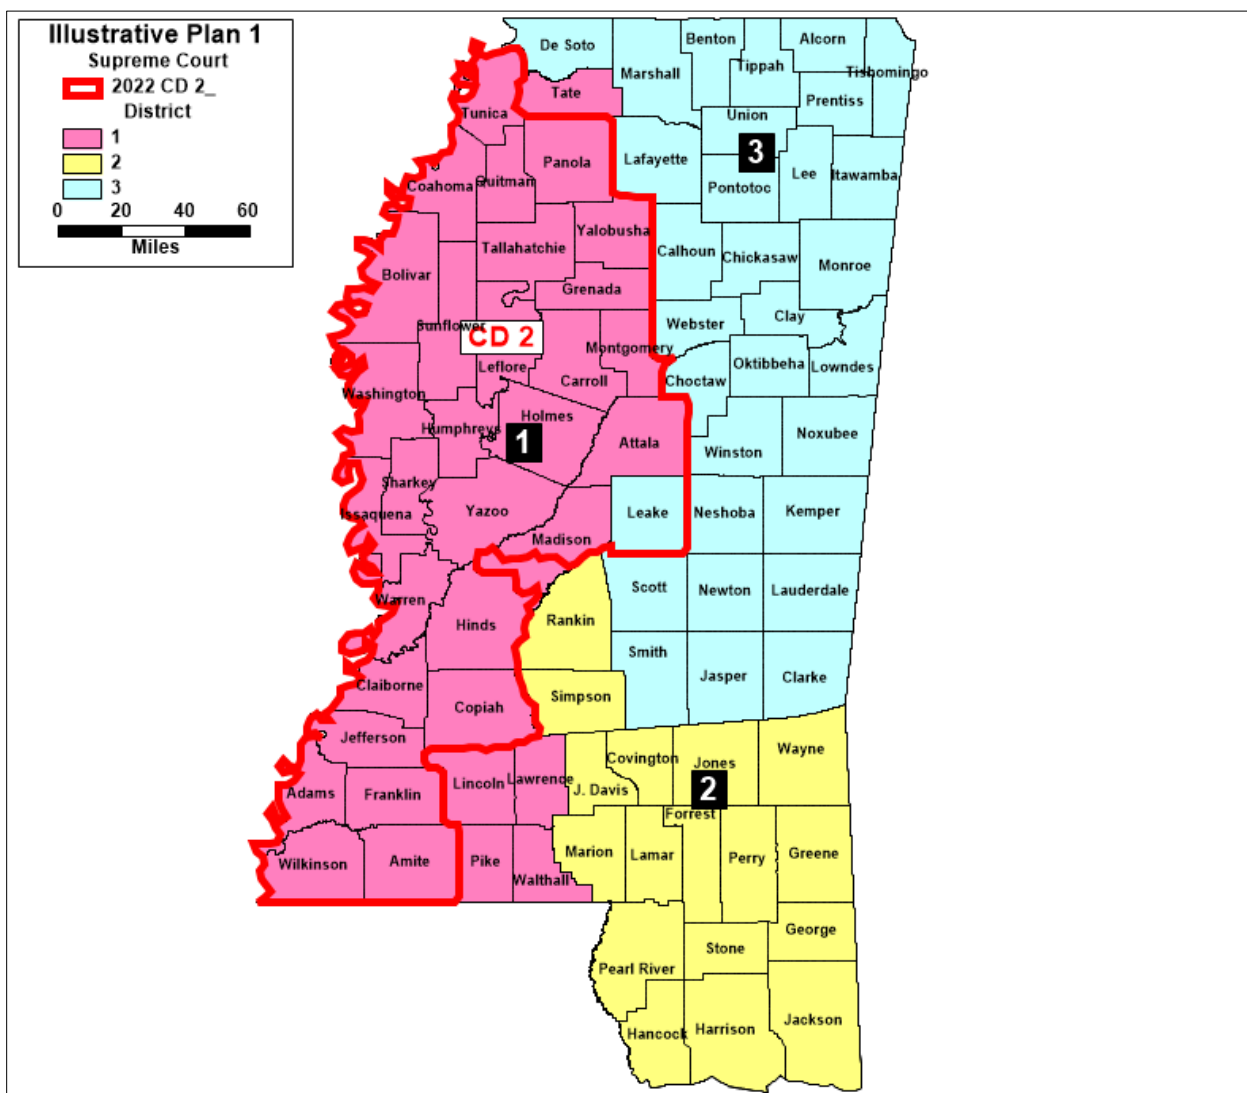 Illustrative Plan 1
Supreme Court
2022 CD 2_
District
1
2
3
0 20 40 60
Miles
De Soto
Benton
Alcorn
Tippah
Marshall
Tishomingo
Tate
Prentiss
Tunica
Union
Panola
Lafayette
3
Coahoma
Quitman
Pontotoc
Lee
Itawamba
Yalobusha
Tallahatchie
Calhoun
Chickasaw
Monroe
Bolivar
Grenada
Sunflower
CD 2
Webster
Clay
Montgomery
Leflore
Carroll
Choctaw
Oktibbeha
Lowndes
Washington
Holmes
Humphreys
1
Attala
Winston
Noxubee
Sharkey
Issaquena
Yazoo
Leake
Neshoba
Kemper
Madison
Warren
Scott
Newton
Lauderdale
Hinds
Rankin
Smith
Jasper
Clarke
Claiborne
Copiah
Simpson
Jefferson
Covington
Jones
Wayne
Adams
Franklin
Lincoln
Lawrence
J. Davis
2
Forrest
Wilkinson
Amite
Pike
Walthall
Marion
Lamar
Perry
Greene
George
Stone
Pearl River
Hancock
Harrison
Jackson